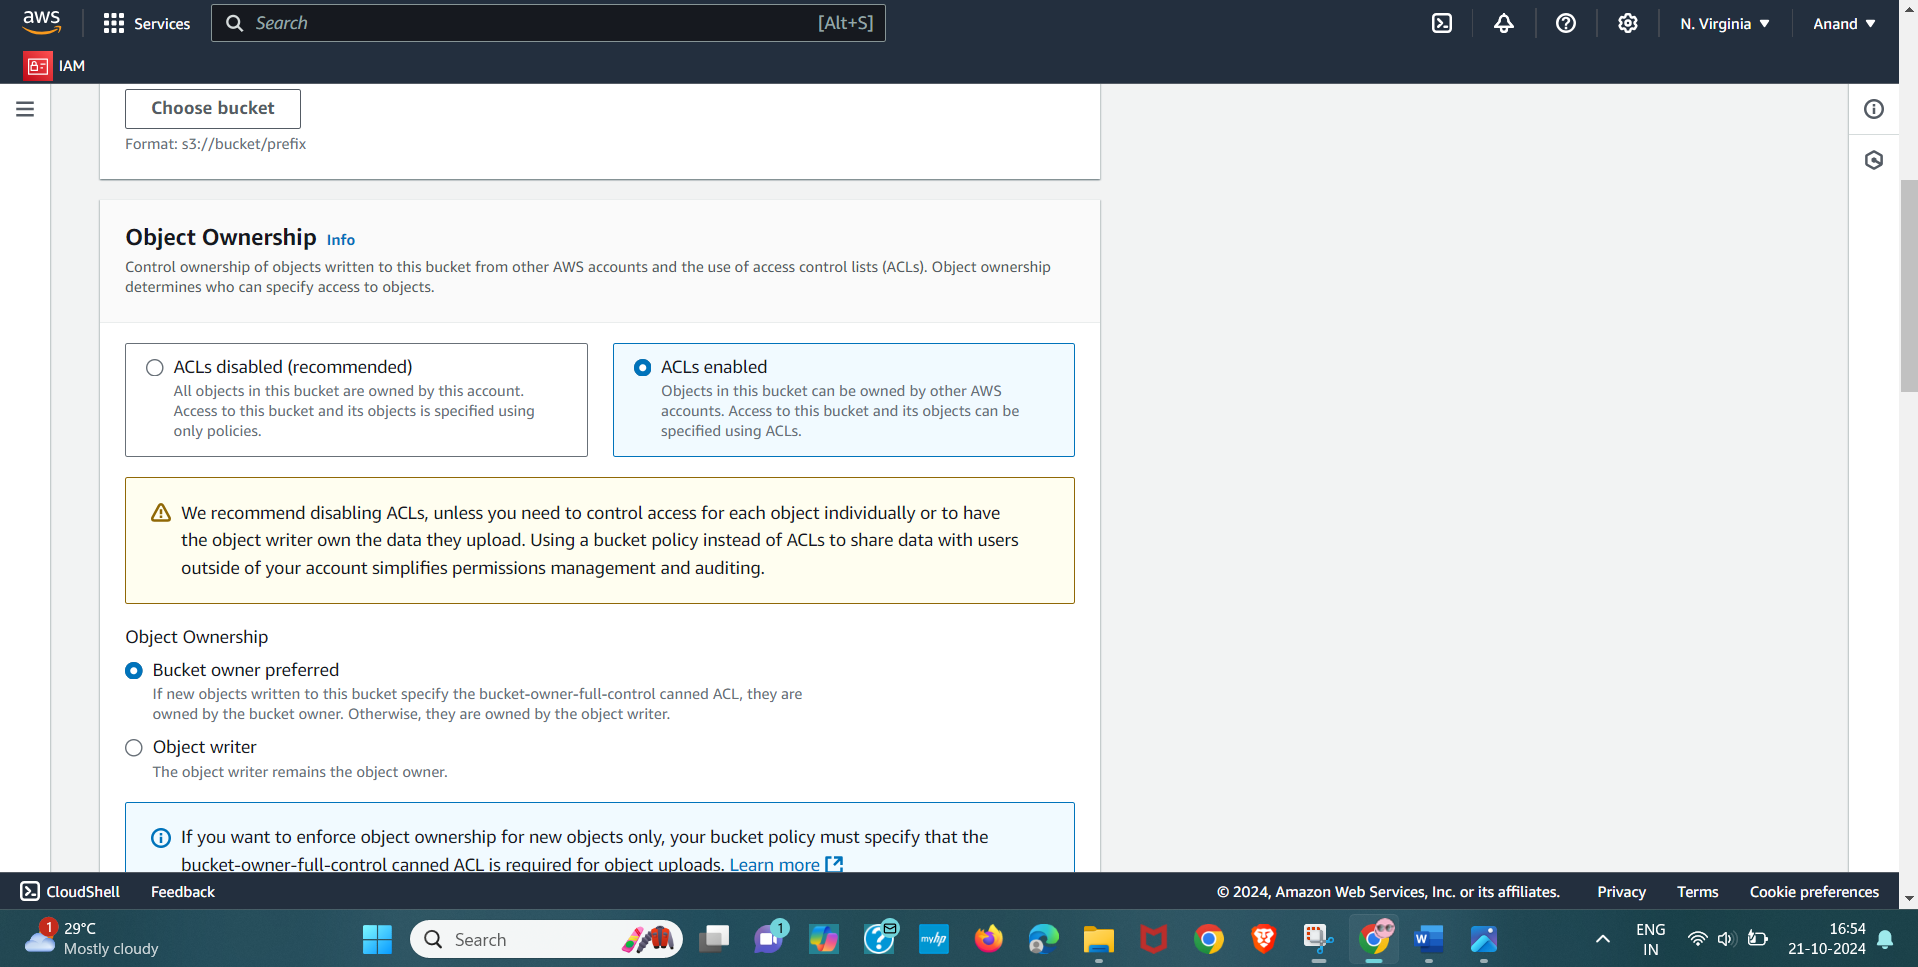 aws
Services
Search
[Alt+S]
N. Virginia
Anand
IAM
Choose bucket
Format: s3://bucket/prefix
Object Ownership Info
Control ownership of objects written to this bucket from other AWS accounts and the use of access control lists (ACLs). Object ownership
determines who can specify access to objects.
ACLs disabled (recommended)
All objects in this bucket are owned by this account.
Access to this bucket and its objects is specified using
only policies.
ACLs enabled
Objects in this bucket can be owned by other AWS
accounts. Access to this bucket and its objects can be
specified using ACLs.
We recommend disabling ACLs, unless you need to control access for each object individually or to have
the object writer own the data they upload. Using a bucket policy instead of ACLs to share data with users
outside of your account simplifies permissions management and auditing.
Object Ownership
Bucket owner preferred
If new objects written to this bucket specify the bucket-owner-full-control canned ACL, they are
owned by the bucket owner. Otherwise, they are owned by the object writer.
Object writer
The object writer remains the object owner.
If you want to enforce object ownership for new objects only, your bucket policy must specify that the
bucket-owner-full-control canned ACL is required for object uploads. Learn more
CloudShell
Feedback
© 2024, Amazon Web Services, Inc. or its affiliates.
Privacy
Terms
Cookie preferences
1
29°C
Mostly cloudy
Search
1
myhp
W
ENG
IN
16:54
21-10-2024